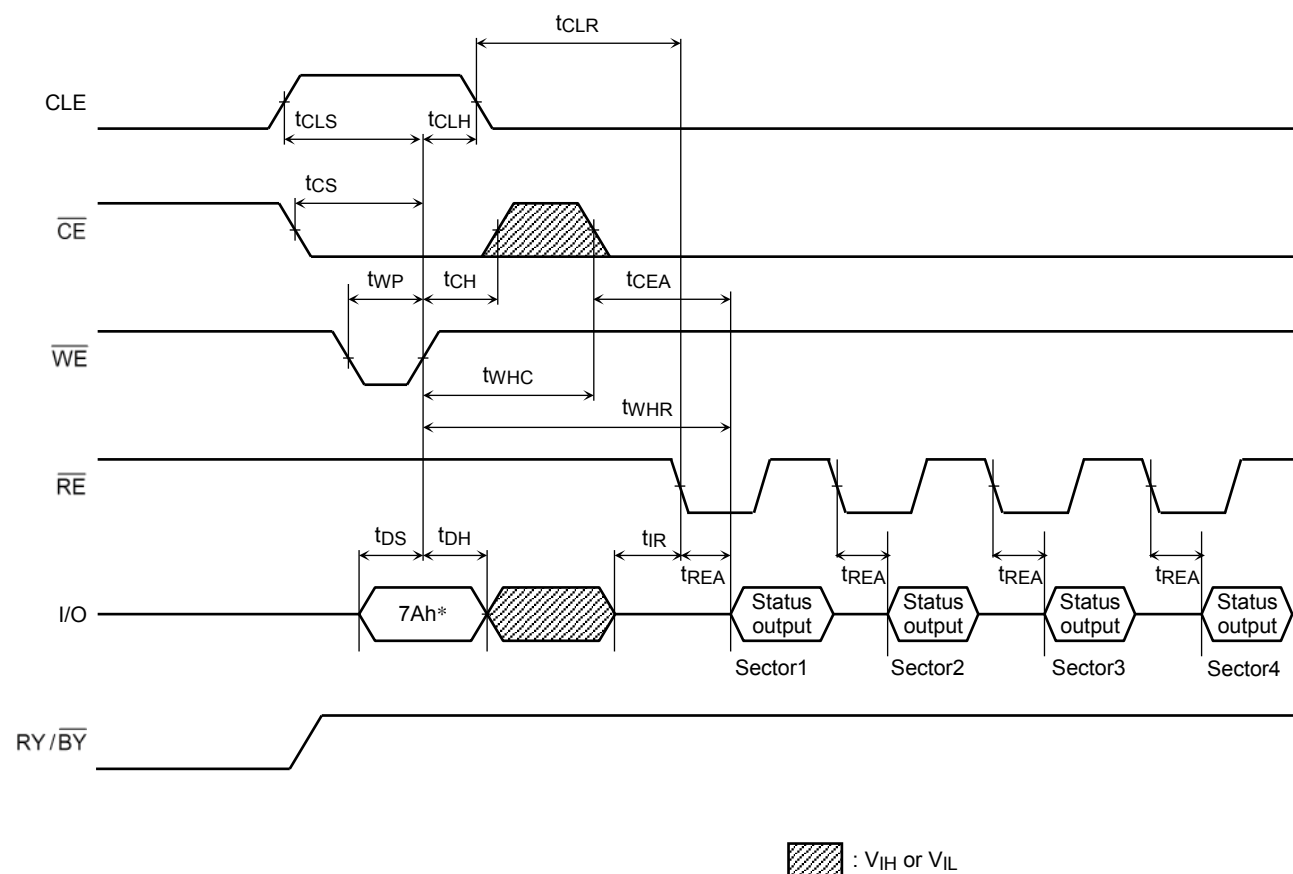 tCLR
CLE
tCLS
tCLH
tCS
CE
tWP
tCH
tCEA
WE
tWHC
tWHR
RE
tDS
tDH
tIR
tREA
tREA
tREA
tREA
I/O
7Ah*
Status output
Status output
Status output
Status output
Sector1
Sector2
Sector3
Sector4
RY/BY
: VIH or VIL